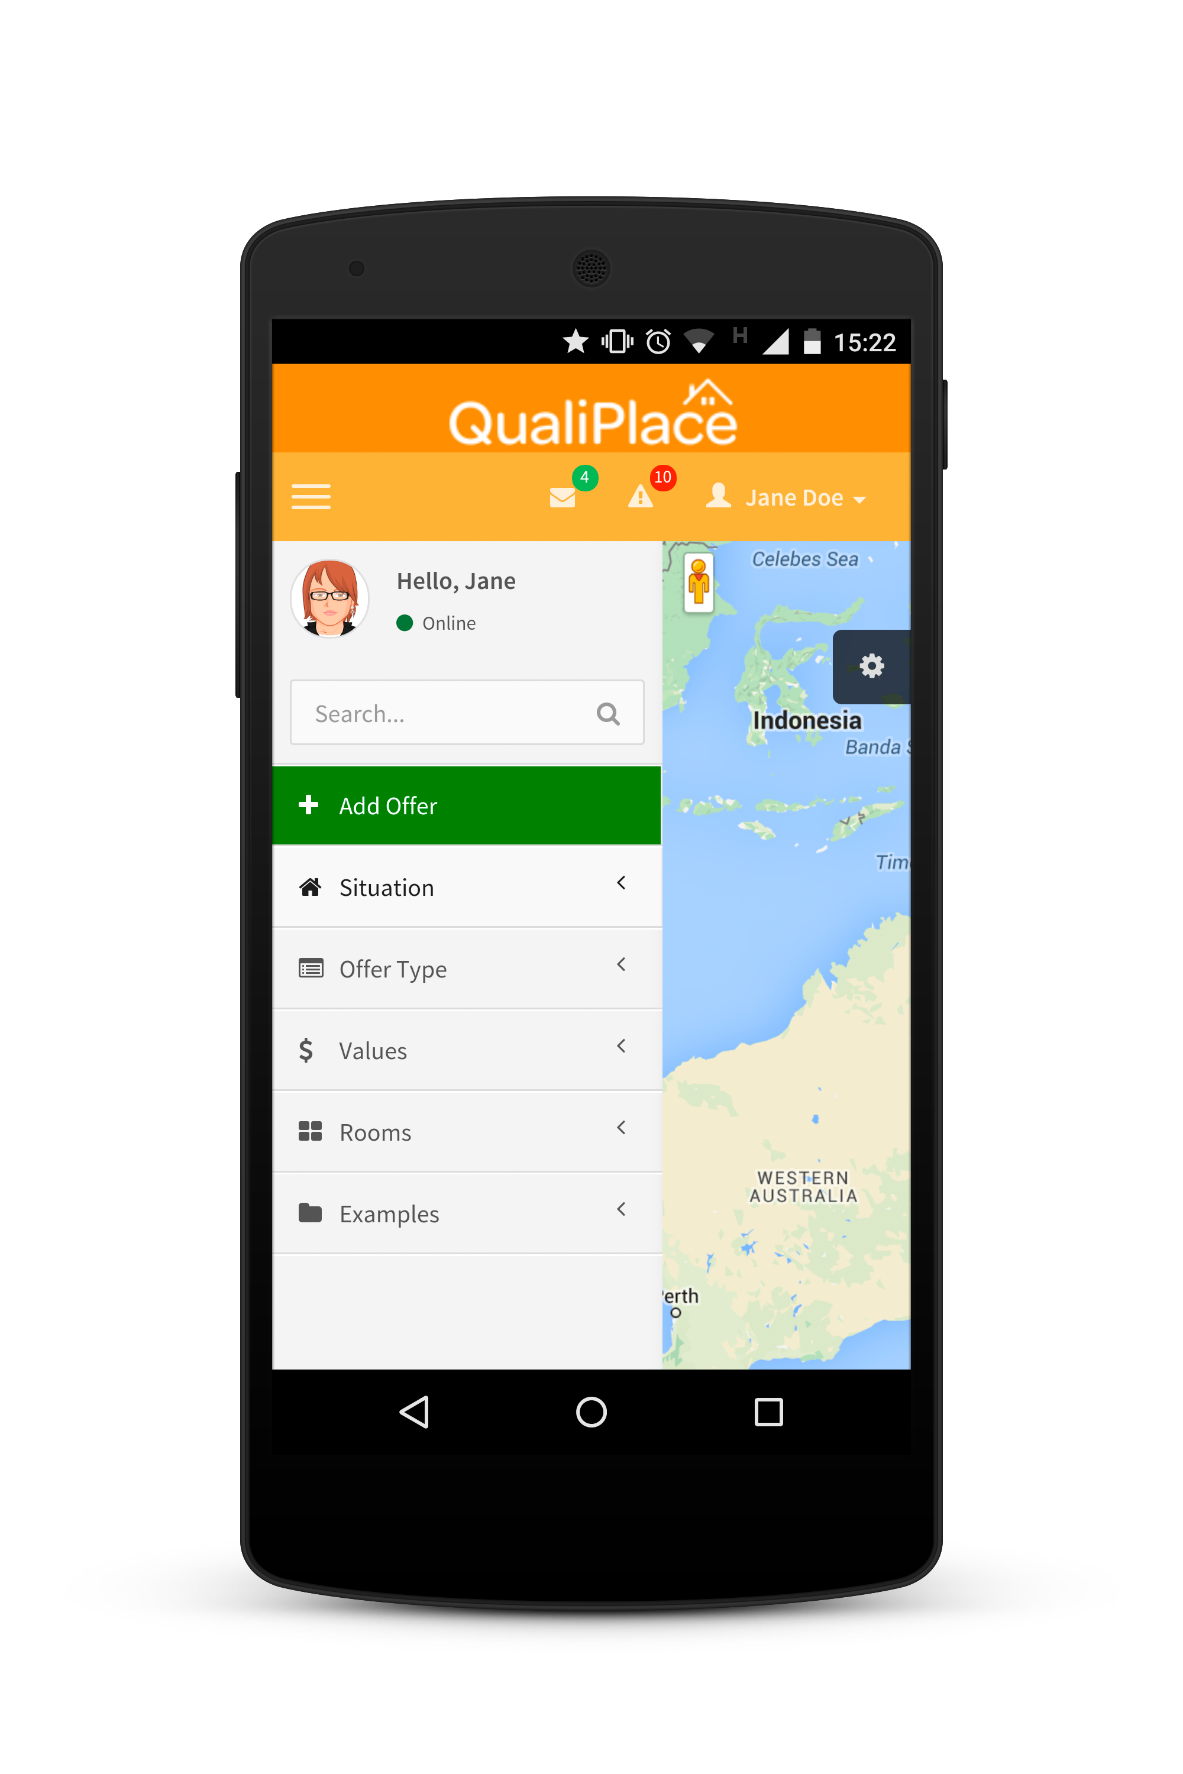 H 15:22
QualiPlace
4 10
Jane Doe
Hello, Jane
Online
Search...
Add Offer
Situation
Offer Type
Values
Rooms
Examples
Celebes Sea
Indonesia
Banda S
Timo
WESTERN
AUSTRALIA
erth